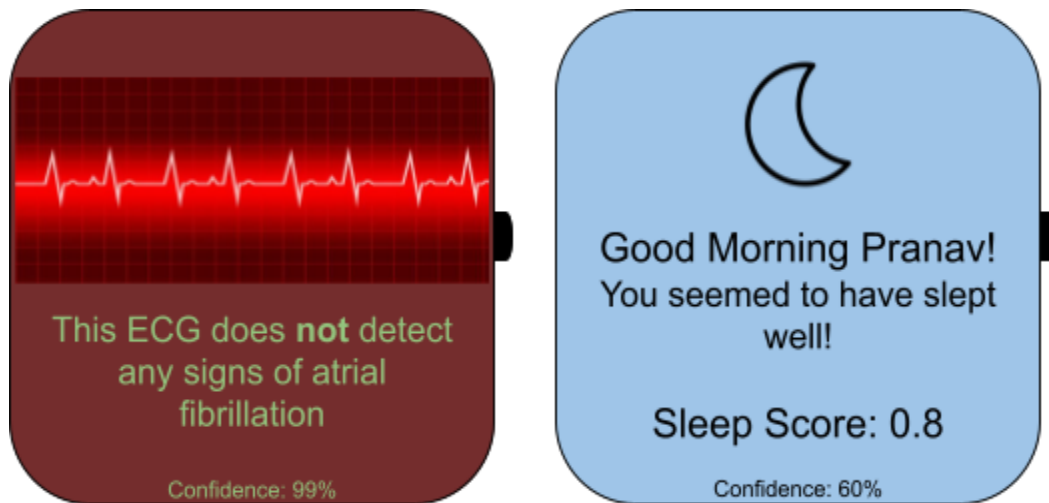 This ECG does not detect
any signs of atrial
fibrillation
Confidence: 99%
Good Morning Pranav!
You seemed to have slept
well!
Sleep Score: 0.8
Confidence: 60%